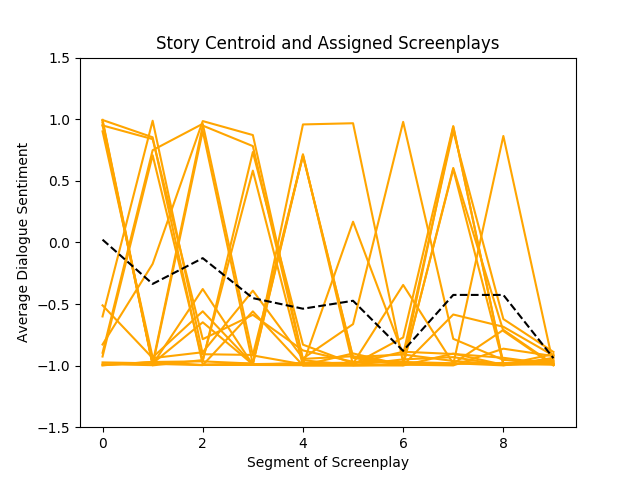 Story Centroid and Assigned Screenplays
1.5
1.0
0.5
0.0
−0.5
−1.0
−1.5
Average Dialogue Sentiment
0 2 4 6 8
Segment of Screenplay